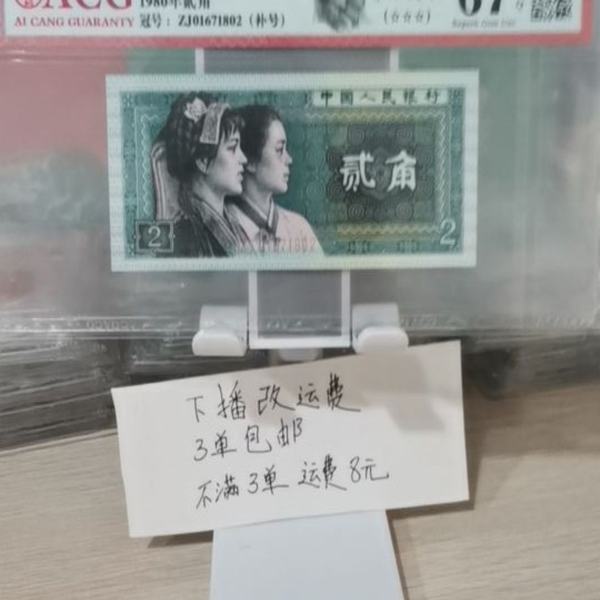 ACG
AI CANG GUARANTY
1980年贰角
冠号：ZJ01671802（补号）
(☆☆☆)
67
中国人民银行
贰角
2
2
下播改运费
3单包邮
不满3单 运费8元